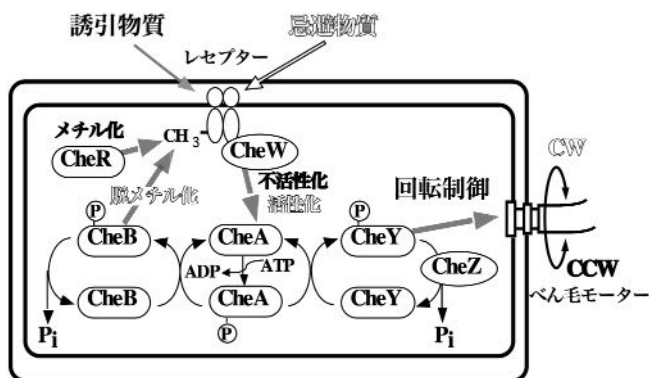 誘引物質
忌避物質
レセプター
メチル化
CH3
CheR
CheW
脱メチル化
不活性化
活性化
回転制御
CW
P
CheB
CheA
P
CheY
CheZ
ADP
ATP
CCW
べん毛モーター
CheB
CheA
CheY
Pi
P
Pi